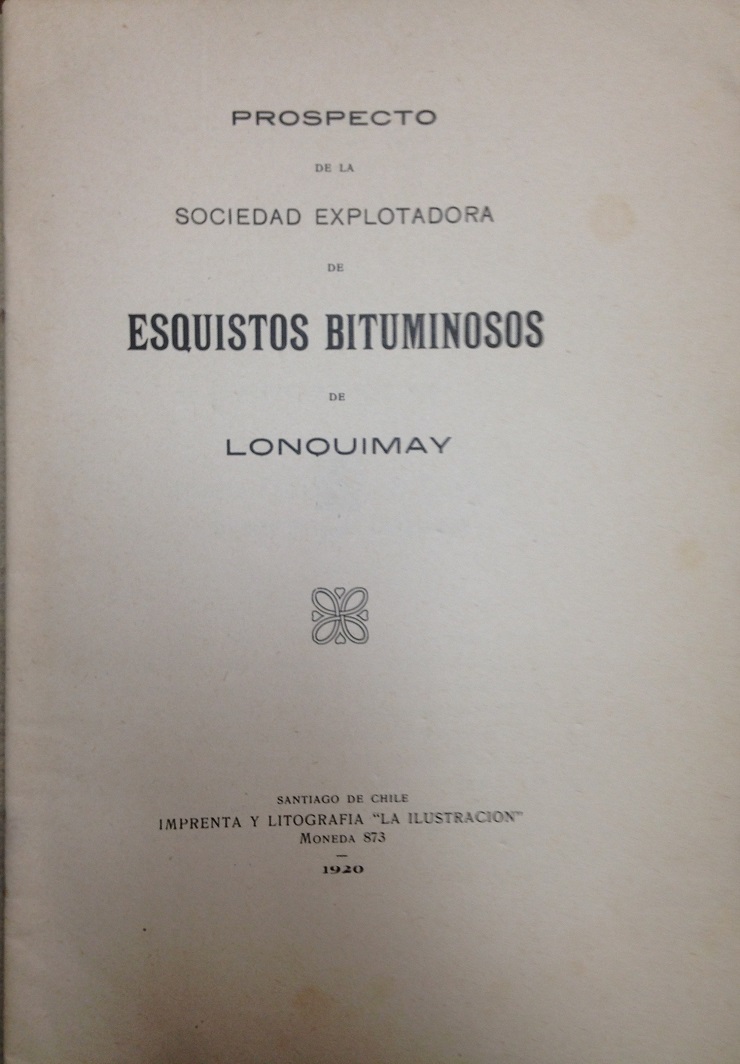 PROSPECTO
DE LA
SOCIEDAD EXPLOTADORA
DE
ESQUISTOS BITUMINOSOS
DE
LONQUIMAY
SANTIAGO DE CHILE
IMPRENTA Y LITOGRAFIA "LA ILUSTRACION"
MONEDA 873
1920